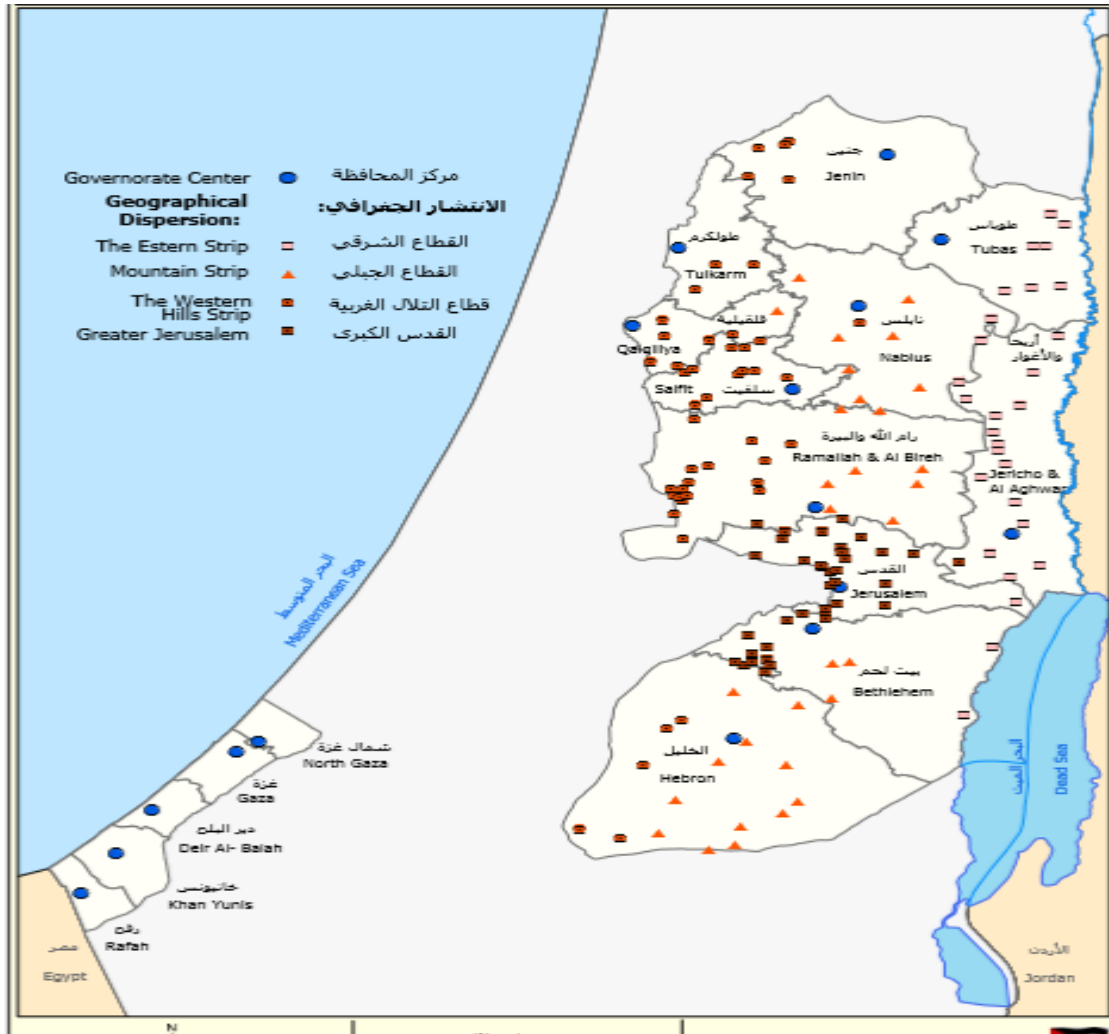 Governorate Center مركز المحافظة
Geographical الانتشار الجغرافي:
Dispersion:
The Estern Strip القطاع الشرقي
Mountain Strip القطاع الجبلي
The Western قطاع التلال الغربية
Hills Strip
Greater Jerusalem القدس الكبرى
جنين
Jenin
طوباس
Tubas
طولكرم
Tulkarm
قلقيلية
Qalqiliya
نابلس
Nablus
أريحا
والأغوار
Salfit سلفيت
رام الله والبيرة
Ramallah & Al Bireh
Jericho &
Al Aghwar
القدس
Jerusalem
البحر المتوسط
Mediterranean Sea
بيت لحم
Bethlehem
الخليل
Hebron
البحر الميت
Dead Sea
شمال غزة
North Gaza
غزة
Gaza
دير البلح
Deir Al- Balah
خانيونس
Khan Yunis
رفح
Rafah
مصر
Egypt
الأردن
Jordan
N